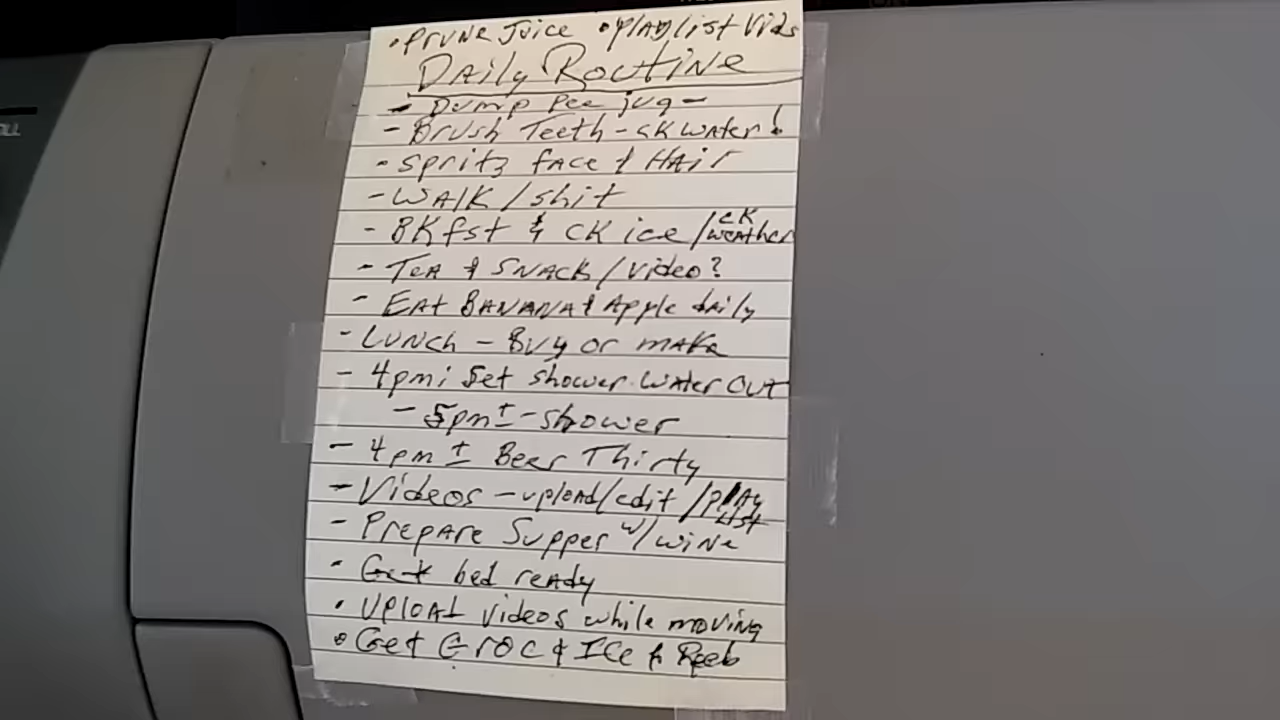 • Prune Juice • Playlist Vids
Daily Routine
- Dump Pee jug -
- Brush Teeth - ck water!
- Spritz face & Hair
- Walk / shit
- BKfst & ck ice / ck weather
- Tea & Snack / video?
- Eat Banana & Apple daily
- Lunch - Buy or make
- 4pm: Set shower water out
- 5pm ± - shower
- 4pm ± Beer Thirty
- Videos - upload/edit / Play List
- Prepare Supper w/ wine
• Get bed ready
• Upload videos while moving
• Get Groc & Ice & Reeb